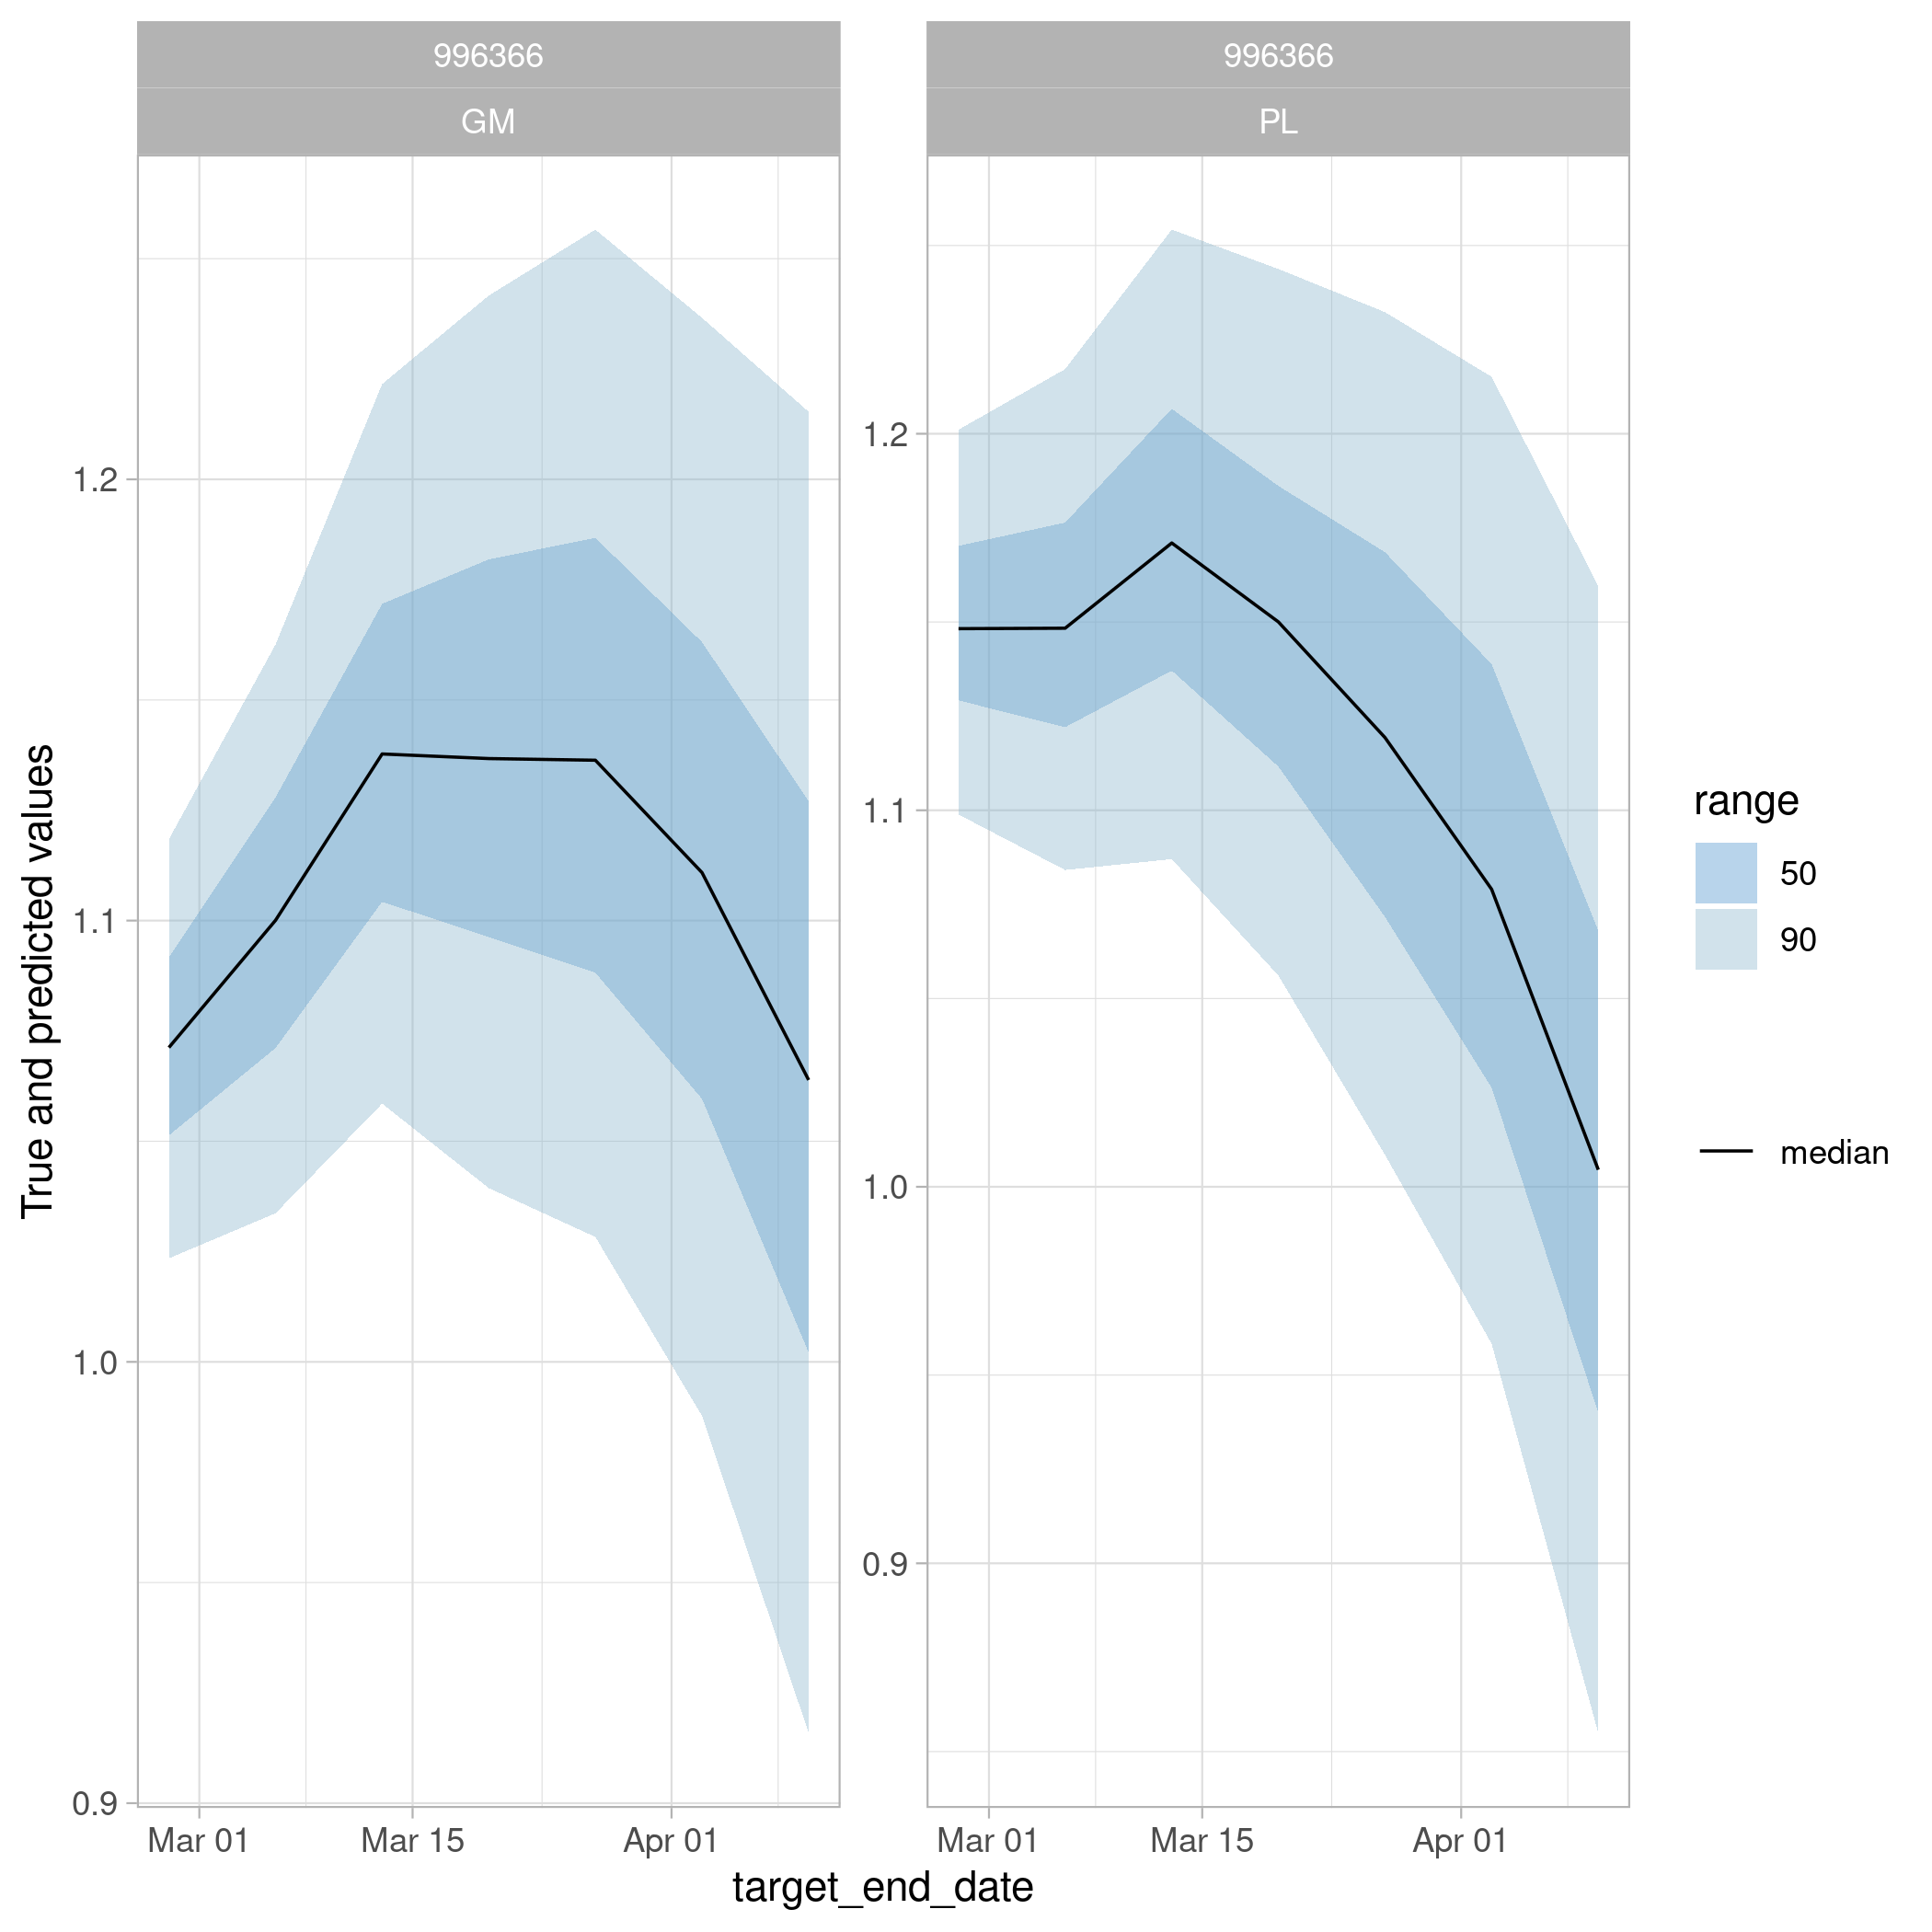 996366
GM
996366
PL
True and predicted values
1.2
1.1
1.0
0.9
1.2
1.1
1.0
0.9
Mar 01
Mar 15
Apr 01
Mar 01
Mar 15
Apr 01
target_end_date
range
50
90
median